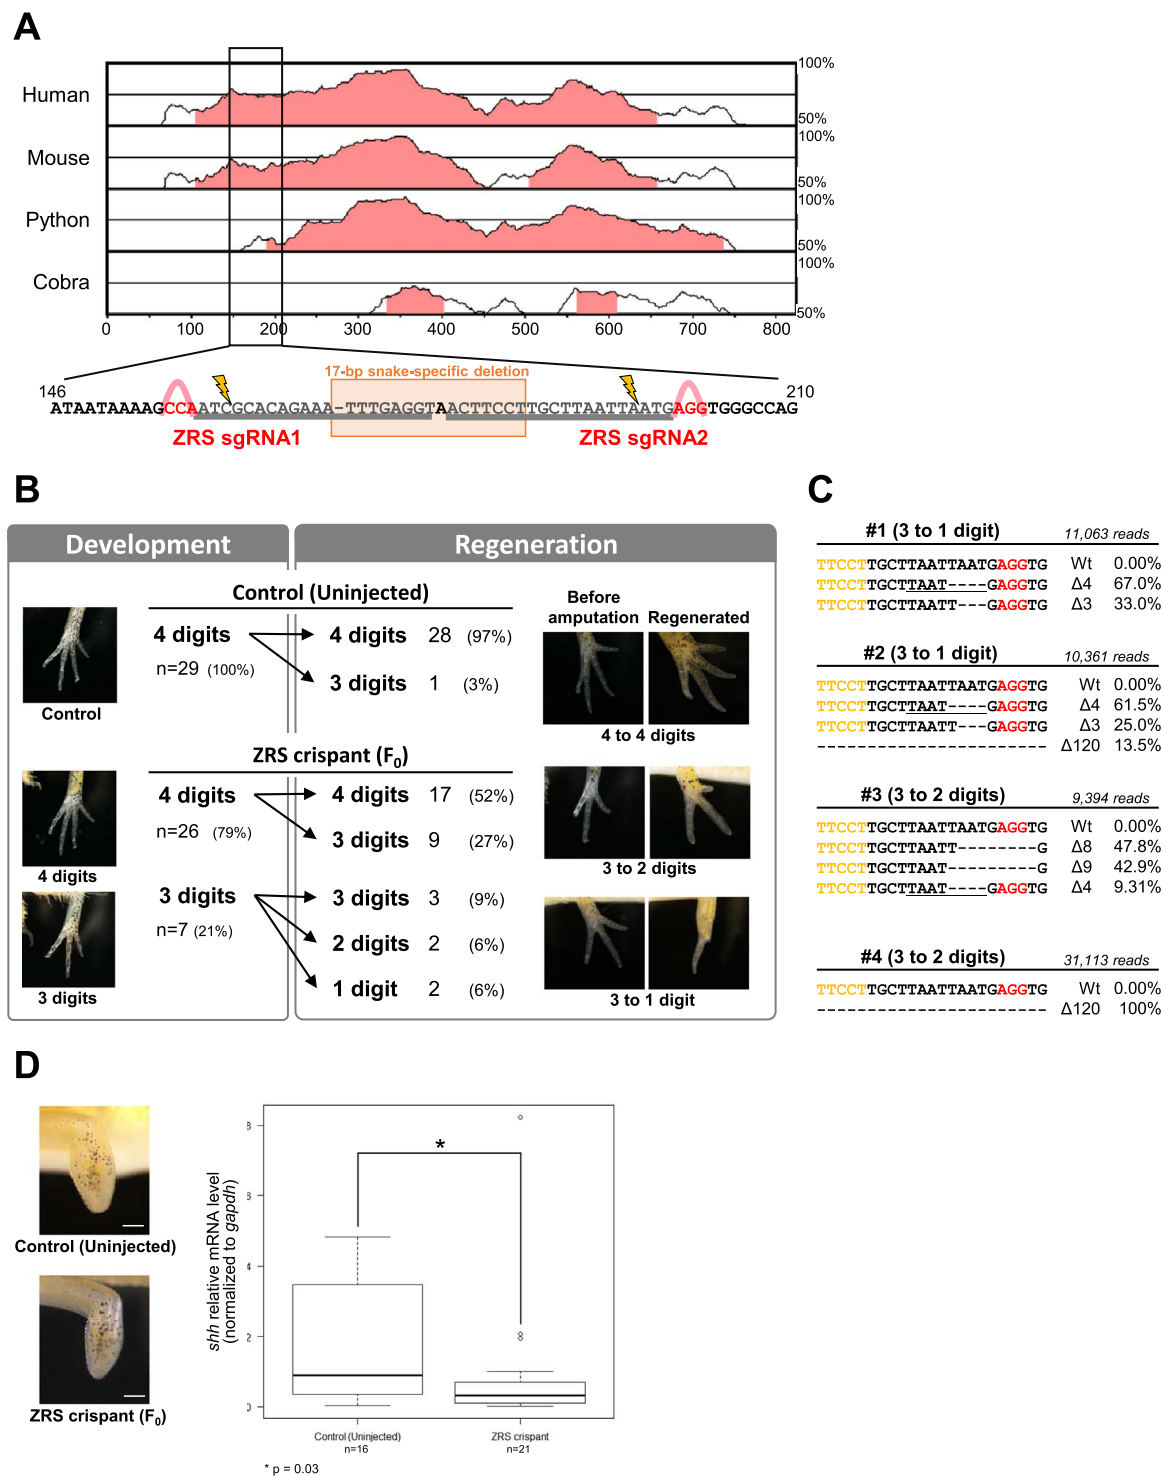 A
Human
100%
50%
Mouse
100%
50%
Python
100%
50%
Cobra
100%
50%
0 100 200 300 400 500 600 700 800
17-bp snake-specific deletion
146 210
ATAATAAAAGCCAATCGCACAGAAA-TTTGAGGTAACTTCCTTGCTTAATTAATGAGGTGGGCCAG
ZRS sgRNA1 ZRS sgRNA2
B
Development Regeneration
Control (Uninjected)
4 digits
n=29 (100%)
4 digits 28 (97%)
3 digits 1 (3%)
Control
Before amputation Regenerated
4 to 4 digits
ZRS crispant (F0)
4 digits
n=26 (79%)
4 digits 17 (52%)
3 digits 9 (27%)
4 digits
3 to 2 digits
3 digits
n=7 (21%)
3 digits 3 (9%)
2 digits 2 (6%)
1 digit 2 (6%)
3 digits
3 to 1 digit
C
#1 (3 to 1 digit) 11,063 reads
TTCCTTGCTTAATTAATGAGGTG Wt 0.00%
TTCCTTGCTTAAT----GAGGTG Δ4 67.0%
TTCCTTGCTTAATT---GAGGTG Δ3 33.0%
#2 (3 to 1 digit) 10,361 reads
TTCCTTGCTTAATTAATGAGGTG Wt 0.00%
TTCCTTGCTTAAT----GAGGTG Δ4 61.5%
TTCCTTGCTTAATT---GAGGTG Δ3 25.0%
----------------------- Δ120 13.5%
#3 (3 to 2 digits) 9,394 reads
TTCCTTGCTTAATTAATGAGGTG Wt 0.00%
TTCCTTGCTTAATT--------G Δ8 47.8%
TTCCTTGCTTAAT---------G Δ9 42.9%
TTCCTTGCTTAAT----GAGGTG Δ4 9.31%
#4 (3 to 2 digits) 31,113 reads
TTCCTTGCTTAATTAATGAGGTG Wt 0.00%
----------------------- Δ120 100%
D
Control (Uninjected)
ZRS crispant (F0)
shh relative mRNA level
(normalized to gapdh)
8
6
4
2
0
*
Control (Uninjected)
n=16
ZRS crispant
n=21
* p = 0.03